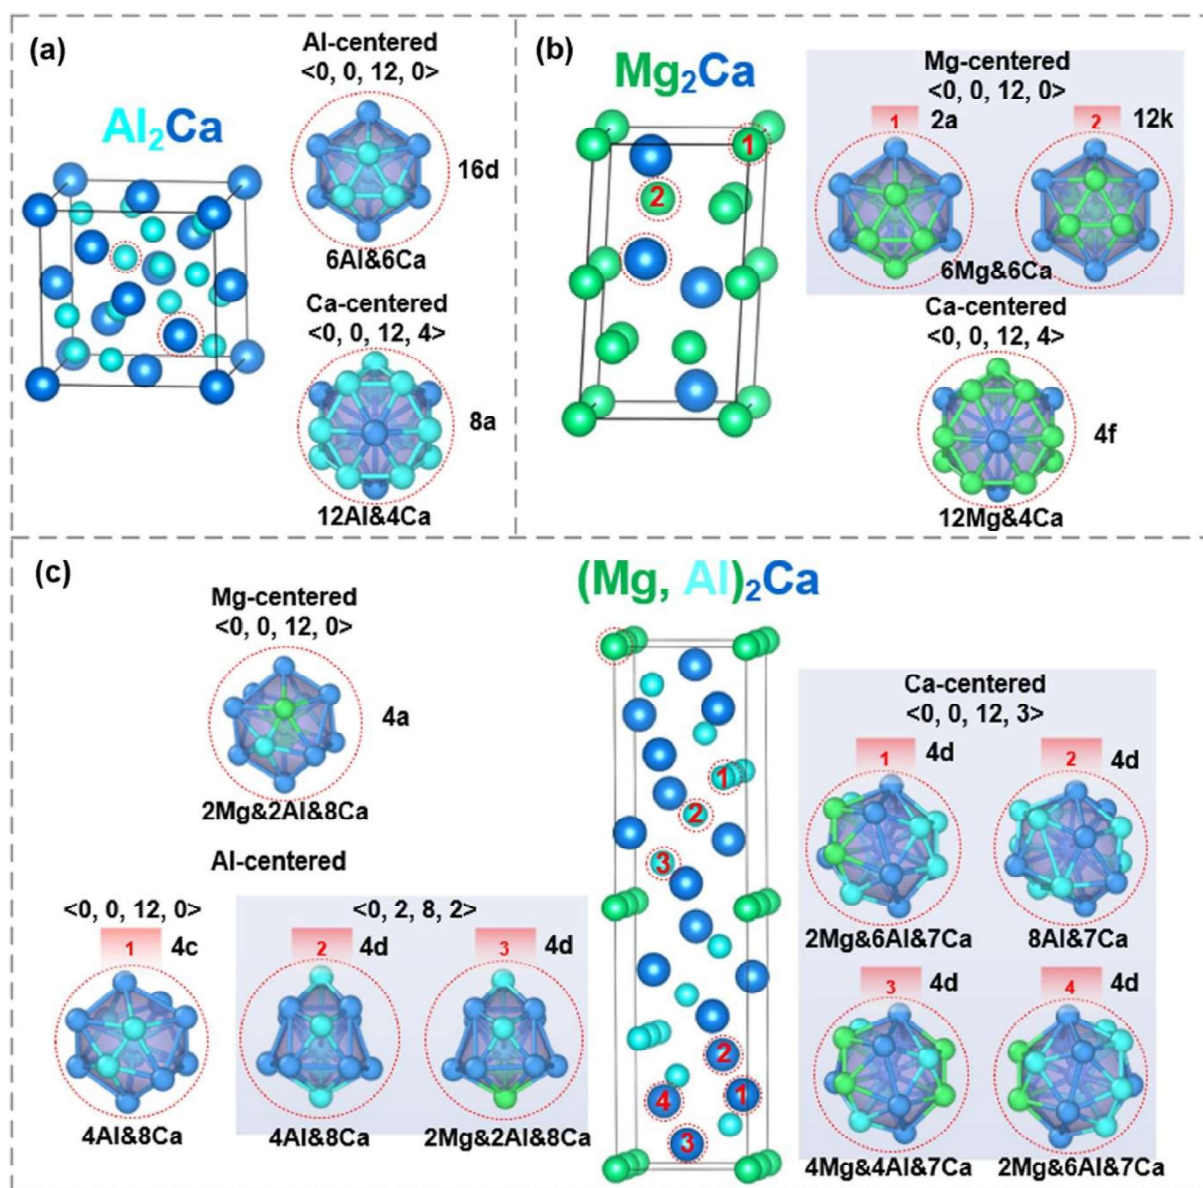 (a)
Al-centered
<0, 0, 12, 0>
Al2Ca
16d
6Al&6Ca
Ca-centered
<0, 0, 12, 4>
8a
12Al&4Ca
(b)
Mg2Ca
1
2
Mg-centered
<0, 0, 12, 0>
1 2a
2 12k
6Mg&6Ca
Ca-centered
<0, 0, 12, 4>
4f
12Mg&4Ca
(c)
(Mg, Al)2Ca
Mg-centered
<0, 0, 12, 0>
4a
2Mg&2Al&8Ca
Al-centered
<0, 0, 12, 0>
<0, 2, 8, 2>
1 4c
2 4d
3 4d
4Al&8Ca
4Al&8Ca
2Mg&2Al&8Ca
1
2
3
2
1
4
3
Ca-centered
<0, 0, 12, 3>
1 4d
2 4d
2Mg&6Al&7Ca
8Al&7Ca
3 4d
4 4d
4Mg&4Al&7Ca
2Mg&6Al&7Ca